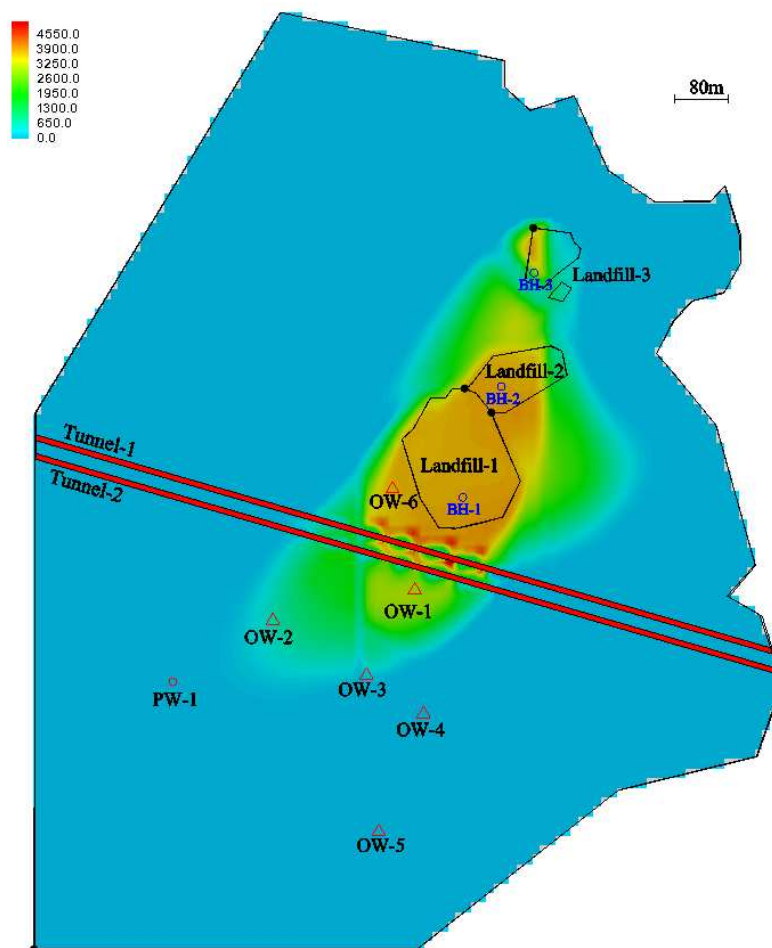 4550.0
3900.0
3250.0
2600.0
1950.0
1300.0
650.0
0.0
80m
Landfill-3
BH-3
Landfill-2
BH-2
Tunnel-1
Landfill-1
Tunnel-2
OW-6
BH-1
OW-1
OW-2
OW-3
PW-1
OW-4
OW-5